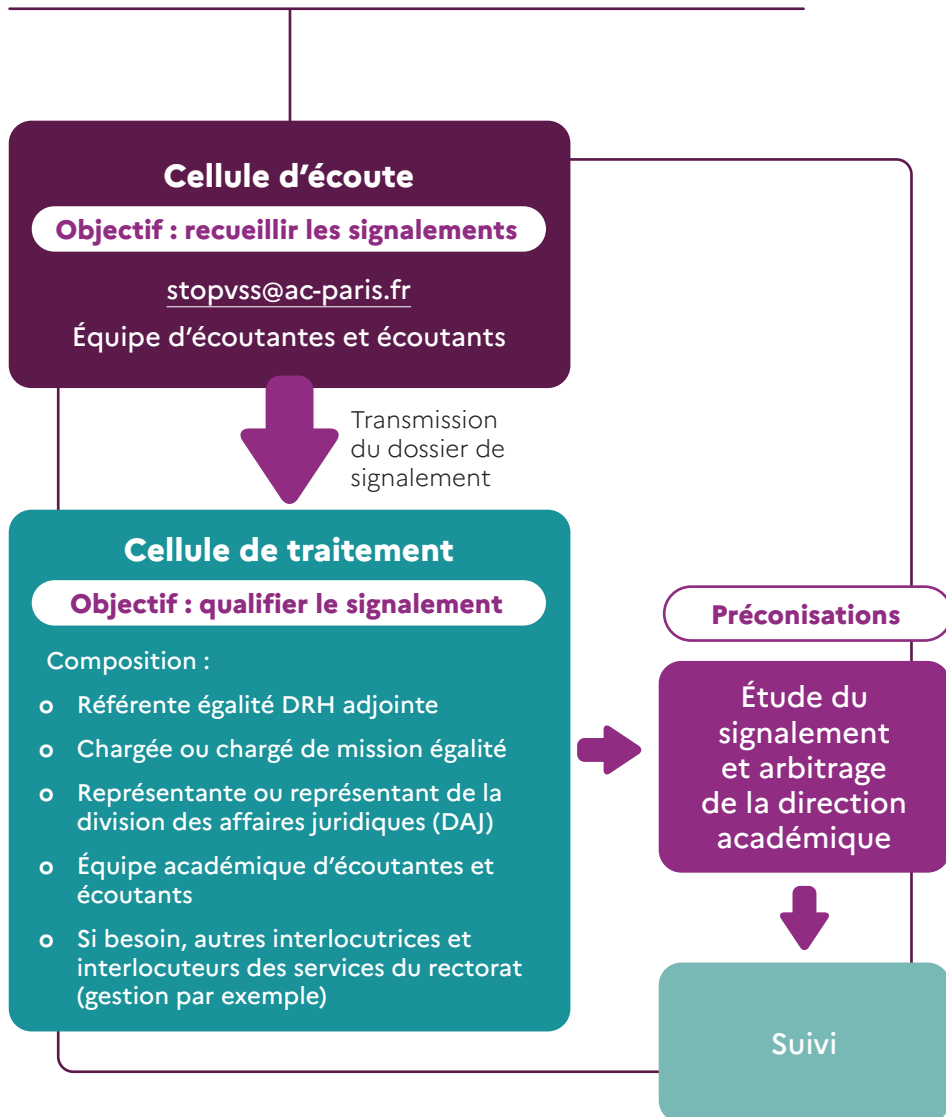 Cellule d'écoute
Objectif : recueillir les signalements
stopvss@ac-paris.fr
Équipe d'écoutantes et écoutants
Transmission
du dossier de
signalement
Cellule de traitement
Objectif : qualifier le signalement
Composition :
o Référente égalité DRH adjointe
o Chargée ou chargé de mission égalité
o Représentante ou représentant de la
division des affaires juridiques (DAJ)
o Équipe académique d'écoutantes et
écoutants
o Si besoin, autres interlocutrices et
interlocuteurs des services du rectorat
(gestion par exemple)
Préconisations
Étude du
signalement
et arbitrage
de la direction
académique
Suivi